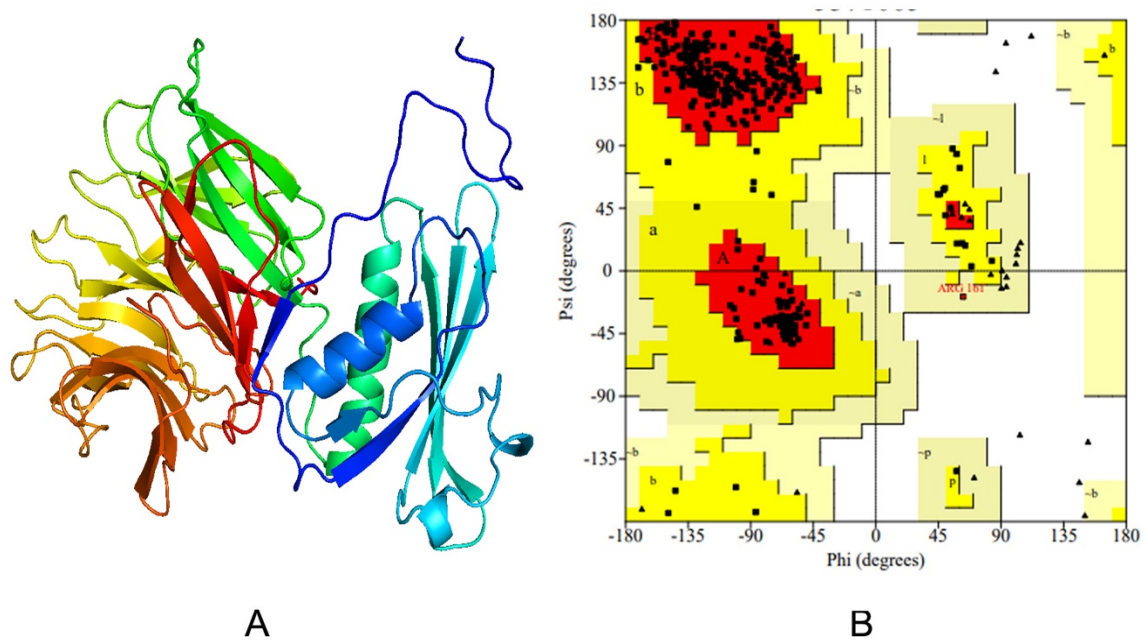 180
135
90
45
0
-45
-90
-135
Psi (degrees)
B
b
~b
~l
l
a
A
~a
ARG 161
~b
b
~b
b
~p
p
~b
-180
-135
-90
-45
0
45
90
135
180
Phi (degrees)
A
B